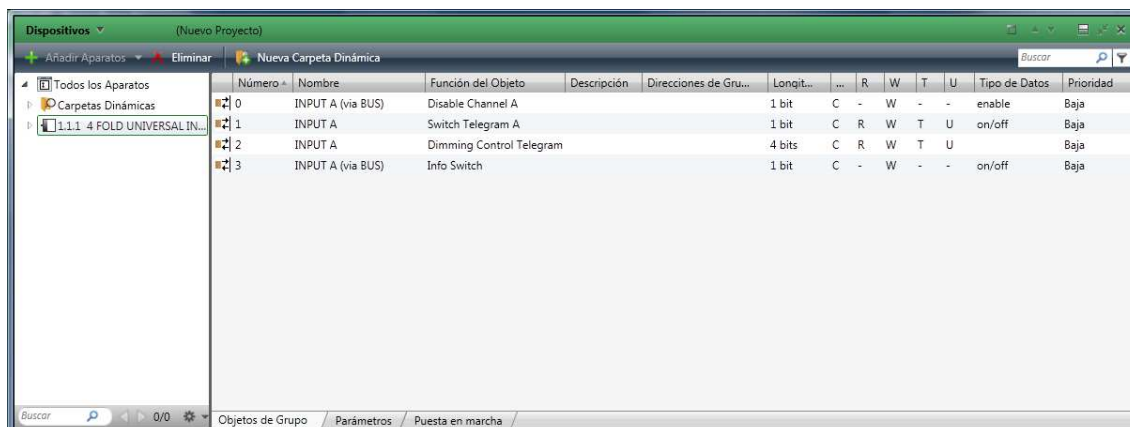 Dispositivos (Nuevo Proyecto)
Añadir Aparatos Eliminar Nueva Carpeta Dinámica Buscar
Todos los Aparatos
Carpetas Dinámicas
1.1.1 4 FOLD UNIVERSAL IN...
Número Nombre Función del Objeto Descripción Direcciones de Gru... Longit... ... R W T U Tipo de Datos Prioridad
0 INPUT A (via BUS) Disable Channel A 1 bit C - W - - enable Baja
1 INPUT A Switch Telegram A 1 bit C R W T U on/off Baja
2 INPUT A Dimming Control Telegram 4 bits C R W T U Baja
3 INPUT A (via BUS) Info Switch 1 bit C - W - - on/off Baja
Buscar 0/0 Objetos de Grupo Parámetros Puesta en marcha